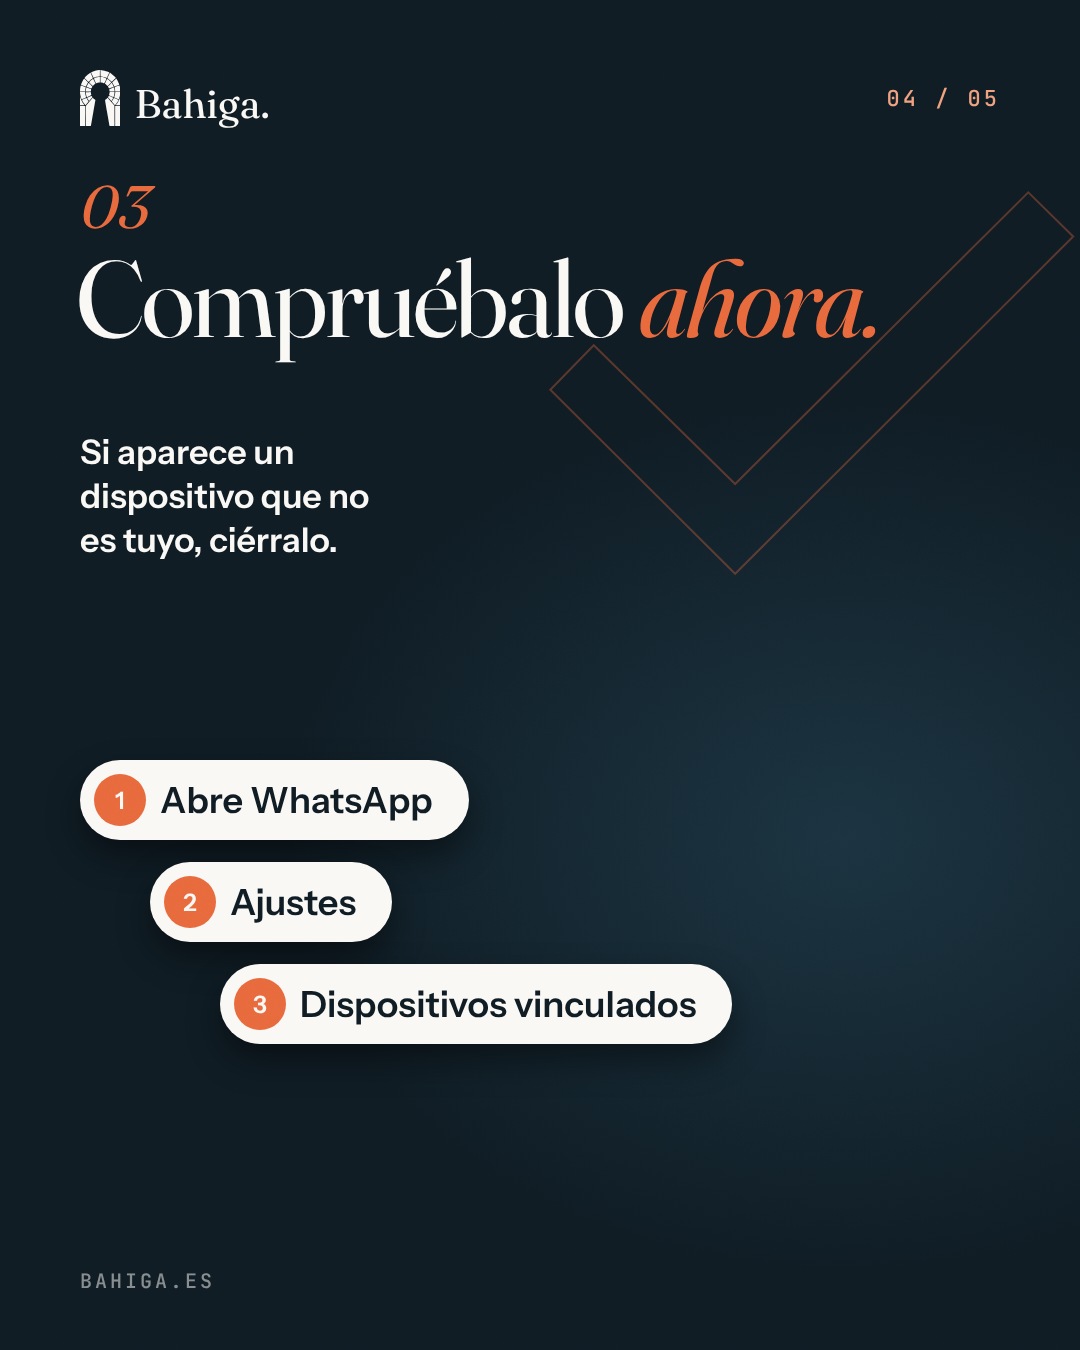 Bahiga.
04 / 05
03
Compruébalo ahora.
Si aparece un
dispositivo que no
es tuyo, ciérralo.
1 Abre WhatsApp
2 Ajustes
3 Dispositivos vinculados
BAHIGA.ES